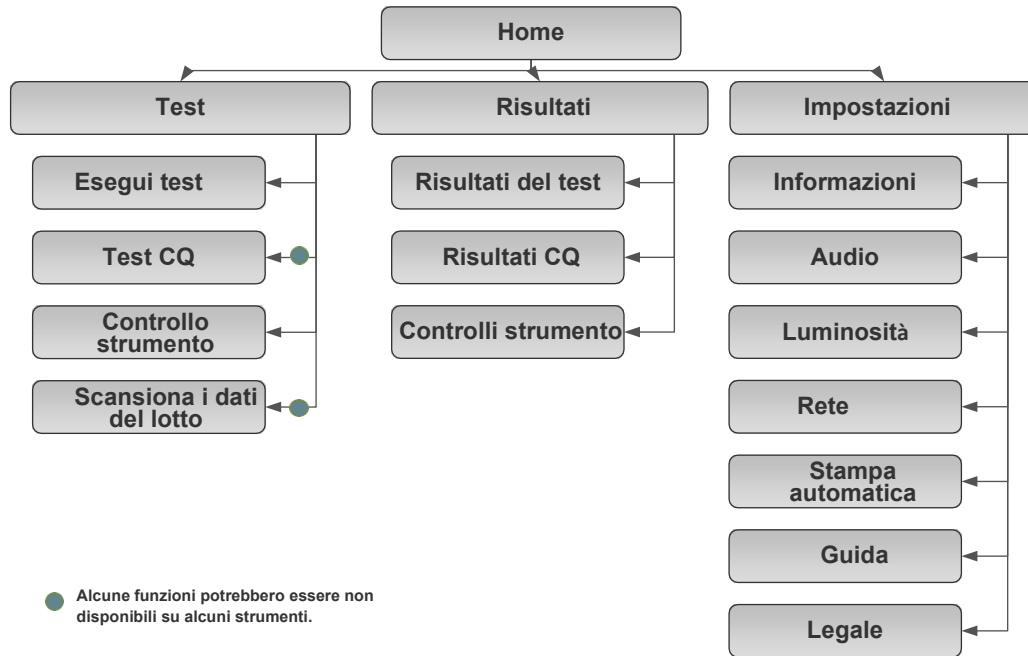 Home
Test
Risultati
Impostazioni
Esegui test
Risultati del test
Informazioni
Test CQ
Risultati CQ
Audio
Controllo
strumento
Controlli strumento
Luminosità
Scansiona i dati
del lotto
Rete
Stampa
automatica
Guida
Legale
Alcune funzioni potrebbero essere non
disponibili su alcuni strumenti.